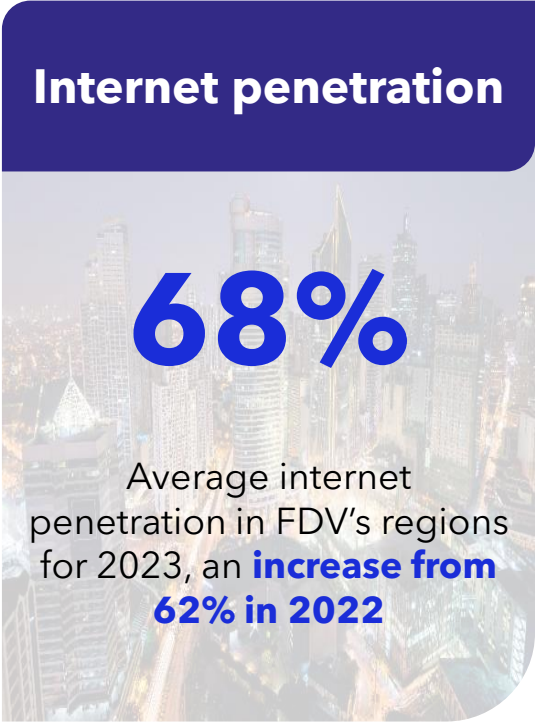 Internet penetration
68%
Average internet
penetration in FDV’s regions
for 2023, an increase from
62% in 2022